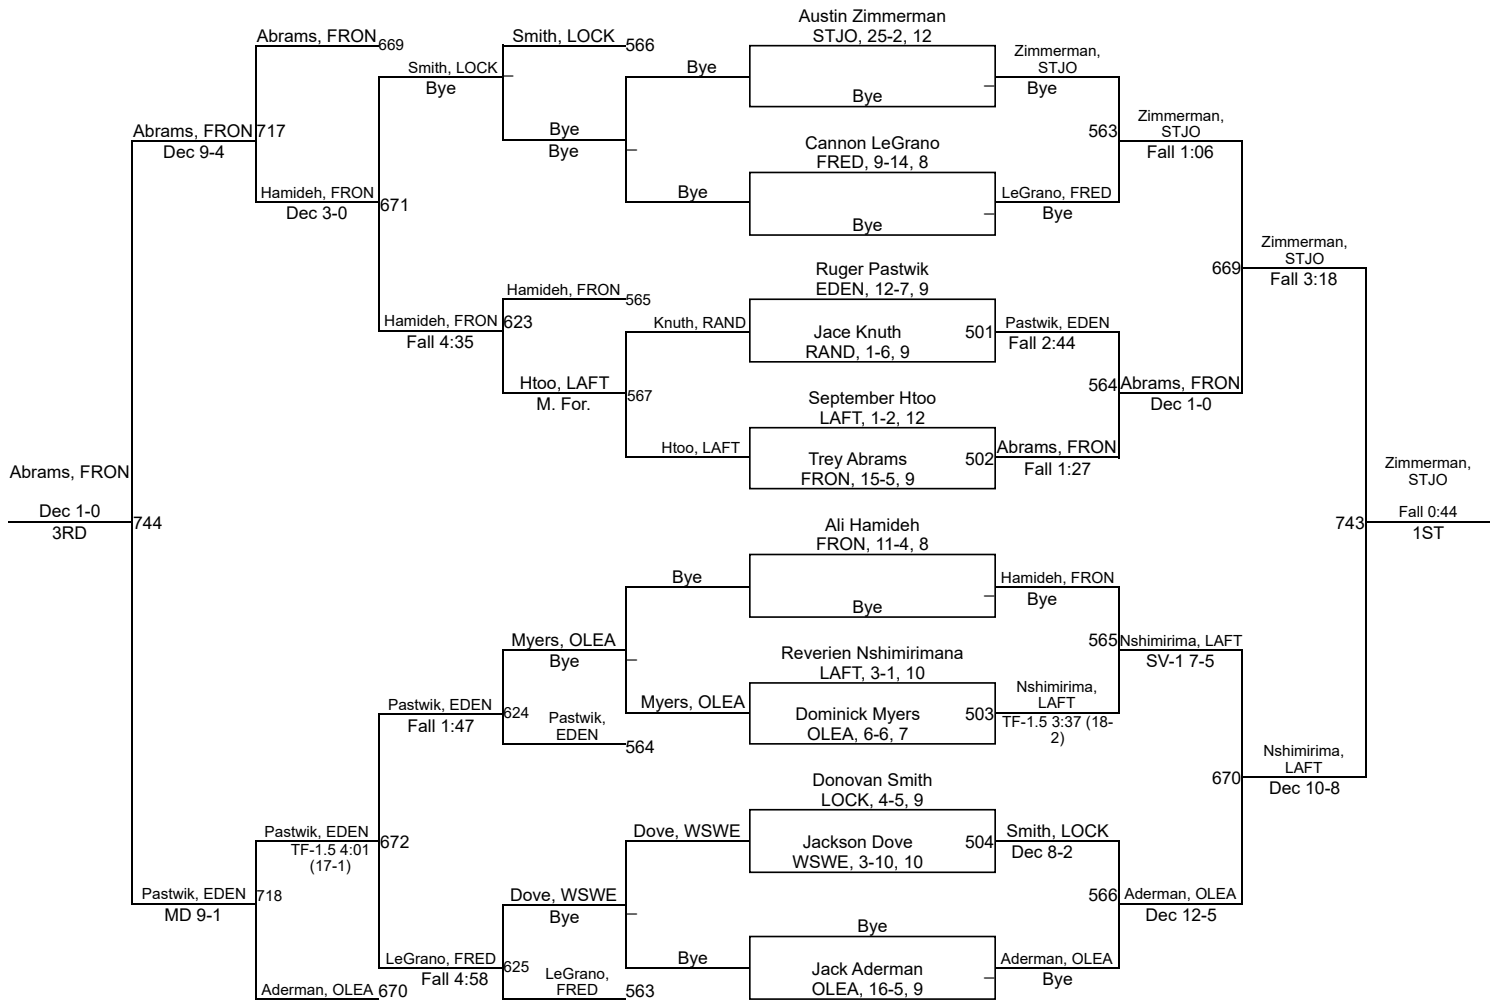 Austin Zimmerman
STJO, 25-2, 12
Bye
Cannon LeGrano
FRED, 9-14, 8
Bye
Ruger Pastwik
EDEN, 12-7, 9
Jace Knuth
RAND, 1-6, 9
501
September Htoo
LAFT, 1-2, 12
Trey Abrams
FRON, 15-5, 9
502
Ali Hamideh
FRON, 11-4, 8
Bye
Reverien Nshimirimana
LAFT, 3-1, 10
Dominick Myers
OLEA, 6-6, 7
503
Donovan Smith
LOCK, 4-5, 9
Jackson Dove
WSWE, 3-10, 10
504
Bye
Jack Aderman
OLEA, 16-5, 9
Zimmerman,
STJO
Bye
563
LeGrano, FRED
Bye
Pastwik, EDEN
Fall 2:44
564
Abrams, FRON
Fall 1:27
Hamideh, FRON
Bye
565
Nshimirima,
LAFT
TF-1.5 3:37 (18-
2)
Smith, LOCK
Dec 8-2
566
Aderman, OLEA
Bye
Zimmerman,
STJO
Fall 1:06
669
Abrams, FRON
Dec 1-0
Nshimirima, LAFT
SV-1 7-5
670
Aderman, OLEA
Dec 12-5
Zimmerman,
STJO
Fall 3:18
743
Nshimirima,
LAFT
Dec 10-8
Zimmerman,
STJO
Fall 0:44
1ST
Bye
Bye
Knuth, RAND
Htoo, LAFT
Bye
Myers, OLEA
Dove, WSWE
Bye
Smith, LOCK
566
Bye
Bye
Hamideh, FRON
565
Htoo, LAFT
M. For.
567
Myers, OLEA
Bye
Pastwik,
EDEN
564
Dove, WSWE
Bye
LeGrano,
FRED
563
Smith, LOCK
Bye
Hamideh, FRON
Fall 4:35
623
Pastwik, EDEN
Fall 1:47
624
LeGrano, FRED
Fall 4:58
625
Abrams, FRON
669
Hamideh, FRON
Dec 3-0
671
Pastwik, EDEN
TF-1.5 4:01
(17-1)
672
Aderman, OLEA
670
Abrams, FRON
Dec 9-4
717
Pastwik, EDEN
MD 9-1
718
Abrams, FRON
Dec 1-0
3RD
744